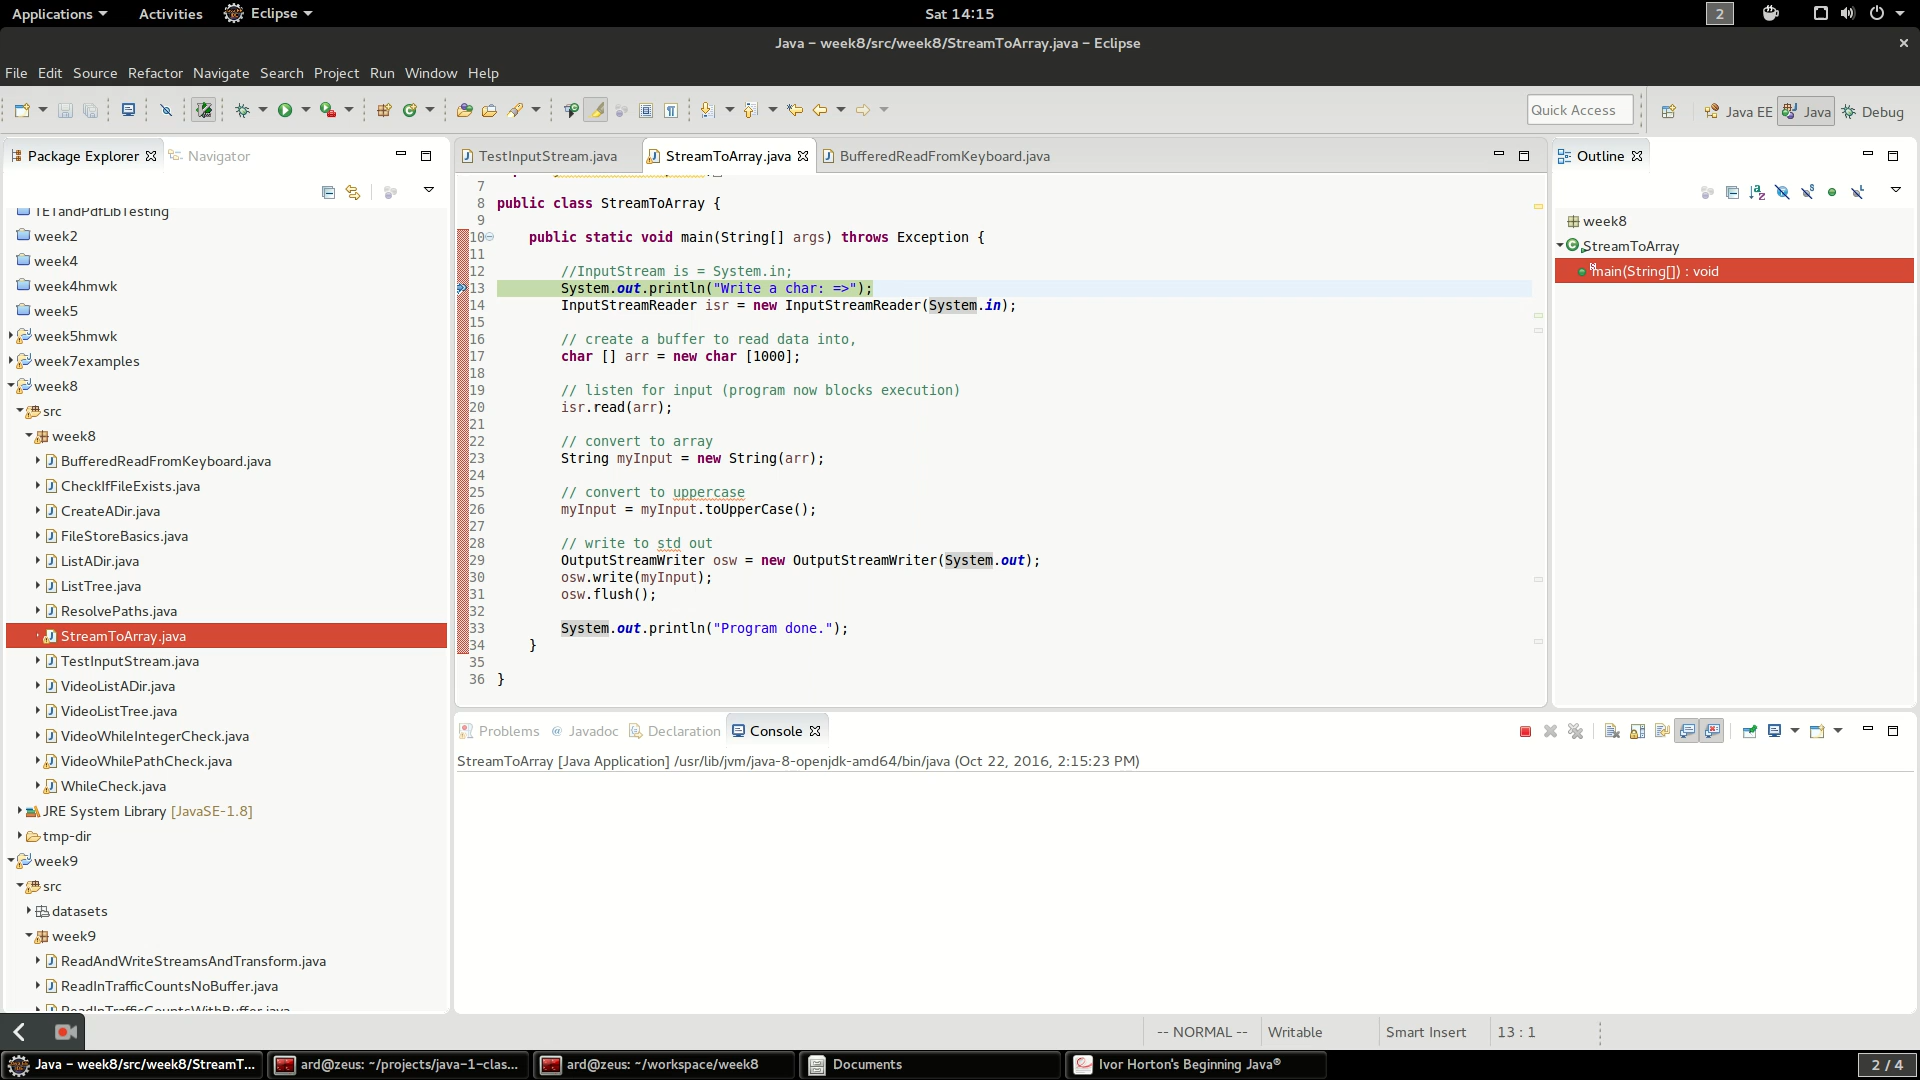 Applications Activities Eclipse Sat 14:15 2
Java – week8/src/week8/StreamToArray.java – Eclipse
File Edit Source Refactor Navigate Search Project Run Window Help
Quick Access Java EE Java Debug
Package Explorer Navigator
TETandPdfLibTesting
week2
week4
week4hmwk
week5
week5hmwk
week7examples
week8
src
week8
BufferedReadFromKeyboard.java
CheckIfFileExists.java
CreateADir.java
FileStoreBasics.java
ListADir.java
ListTree.java
ResolvePaths.java
StreamToArray.java
TestInputStream.java
VideoListADir.java
VideoListTree.java
VideoWhileIntegerCheck.java
VideoWhilePathCheck.java
WhileCheck.java
JRE System Library [JavaSE-1.8]
tmp-dir
week9
src
datasets
week9
ReadAndWriteStreamsAndTransform.java
ReadInTrafficCountsNoBuffer.java
ReadInTrafficCountsWithBuffer.java
TestInputStream.java StreamToArray.java BufferedReadFromKeyboard.java
7
8 public class StreamToArray {
9
10 public static void main(String[] args) throws Exception {
11
12 //InputStream is = System.in;
13 System.out.println("Write a char: =>");
14 InputStreamReader isr = new InputStreamReader(System.in);
15
16 // create a buffer to read data into,
17 char [] arr = new char [1000];
18
19 // listen for input (program now blocks execution)
20 isr.read(arr);
21
22 // convert to array
23 String myInput = new String(arr);
24
25 // convert to uppercase
26 myInput = myInput.toUpperCase();
27
28 // write to std out
29 OutputStreamWriter osw = new OutputStreamWriter(System.out);
30 osw.write(myInput);
31 osw.flush();
32
33 System.out.println("Program done.");
34 }
35
36 }
Outline
week8
StreamToArray
main(String[]) : void
Problems Javadoc Declaration Console
StreamToArray [Java Application] /usr/lib/jvm/java-8-openjdk-amd64/bin/java (Oct 22, 2016, 2:15:23 PM)
-- NORMAL -- Writable Smart Insert 13 : 1
Java – week8/src/week8/StreamT... ard@zeus: ~/projects/java-1-clas... ard@zeus: ~/workspace/week8 Documents Ivor Horton's Beginning Java® 2 / 4